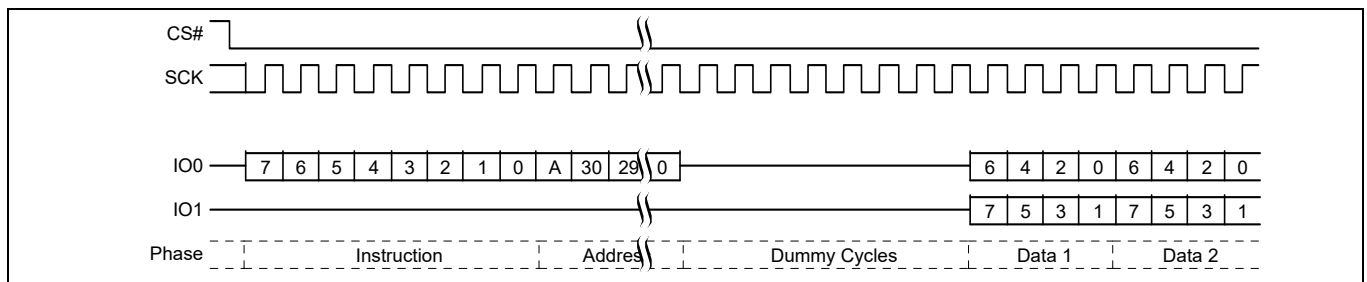 CS#
SCK
IO0 7 6 5 4 3 2 1 0 A 30 29 0 6 4 2 0 6 4 2 0
IO1 7 5 3 1 7 5 3 1
Phase Instruction Addres Dummy Cycles Data 1 Data 2